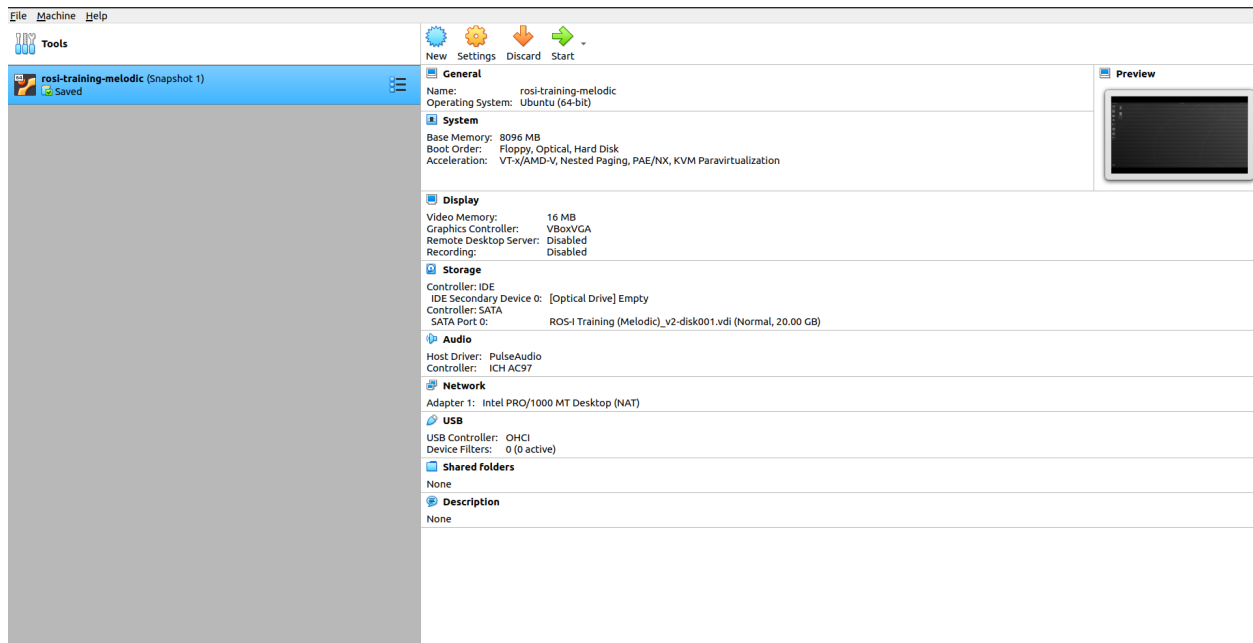 File Machine Help
Tools
New Settings Discard Start
rosi-training-melodic (Snapshot 1)
Saved
General
Name: rosi-training-melodic
Operating System: Ubuntu (64-bit)
System
Base Memory: 8096 MB
Boot Order: Floppy, Optical, Hard Disk
Acceleration: VT-x/AMD-V, Nested Paging, PAE/NX, KVM Paravirtualization
Preview
Display
Video Memory: 16 MB
Graphics Controller: VBoxVGA
Remote Desktop Server: Disabled
Recording: Disabled
Storage
Controller: IDE
IDE Secondary Device 0: [Optical Drive] Empty
Controller: SATA
SATA Port 0: ROS-I Training (Melodic)_v2-disk001.vdi (Normal, 20.00 GB)
Audio
Host Driver: PulseAudio
Controller: ICH AC97
Network
Adapter 1: Intel PRO/1000 MT Desktop (NAT)
USB
USB Controller: OHCI
Device Filters: 0 (0 active)
Shared folders
None
Description
None